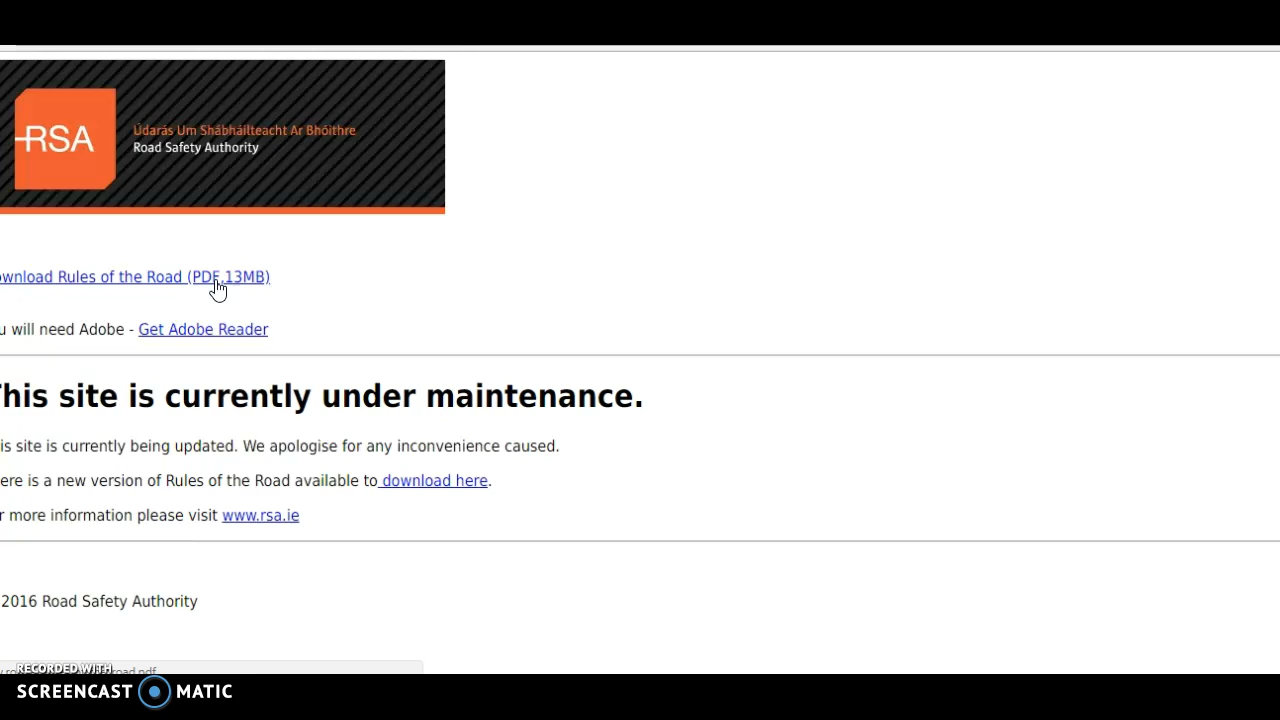 RSA
Údarás Um Shábháilteacht Ar Bhóithre
Road Safety Authority
ownload Rules of the Road (PDF,13MB)
u will need Adobe - Get Adobe Reader
his site is currently under maintenance.
is site is currently being updated. We apologise for any inconvenience caused.
ere is a new version of Rules of the Road available to download here.
r more information please visit www.rsa.ie
2016 Road Safety Authority
road.pdf
RECORDED WITH
SCREENCAST MATIC